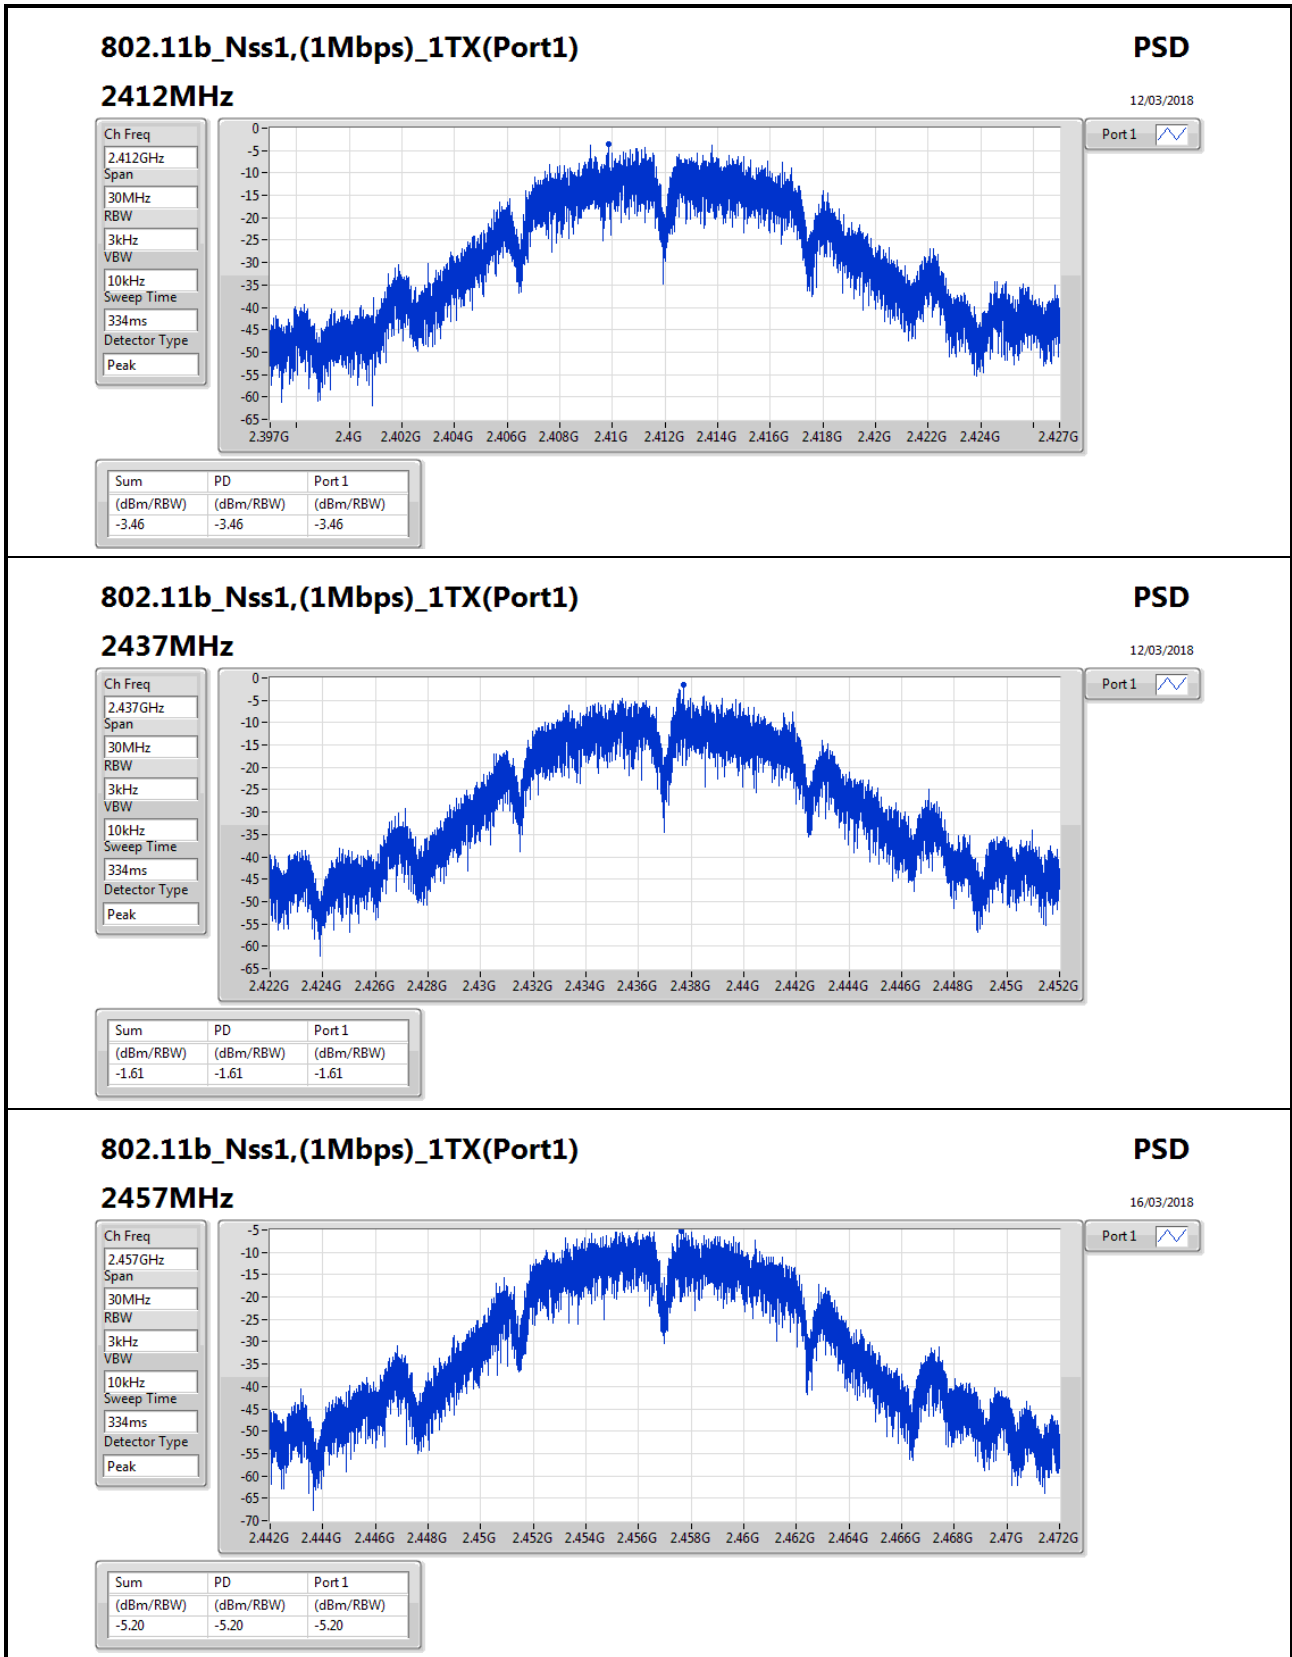 802.11b_Nss1,(1Mbps)_1TX(Port1) PSD
2412MHz 12/03/2018
Ch Freq
2.412GHz
Span
30MHz
RBW
3kHz
VBW
10kHz
Sweep Time
334ms
Detector Type
Peak
0
-5
-10
-15
-20
-25
-30
-35
-40
-45
-50
-55
-60
-65
2.397G 2.4G 2.402G 2.404G 2.406G 2.408G 2.41G 2.412G 2.414G 2.416G 2.418G 2.42G 2.422G 2.424G 2.427G
Port 1
Sum PD Port 1
(dBm/RBW) (dBm/RBW) (dBm/RBW)
-3.46 -3.46 -3.46
802.11b_Nss1,(1Mbps)_1TX(Port1) PSD
2437MHz 12/03/2018
Ch Freq
2.437GHz
Span
30MHz
RBW
3kHz
VBW
10kHz
Sweep Time
334ms
Detector Type
Peak
0
-5
-10
-15
-20
-25
-30
-35
-40
-45
-50
-55
-60
-65
2.422G 2.424G 2.426G 2.428G 2.43G 2.432G 2.434G 2.436G 2.438G 2.44G 2.442G 2.444G 2.446G 2.448G 2.45G 2.452G
Port 1
Sum PD Port 1
(dBm/RBW) (dBm/RBW) (dBm/RBW)
-1.61 -1.61 -1.61
802.11b_Nss1,(1Mbps)_1TX(Port1) PSD
2457MHz 16/03/2018
Ch Freq
2.457GHz
Span
30MHz
RBW
3kHz
VBW
10kHz
Sweep Time
334ms
Detector Type
Peak
-5
-10
-15
-20
-25
-30
-35
-40
-45
-50
-55
-60
-65
-70
2.442G 2.444G 2.446G 2.448G 2.45G 2.452G 2.454G 2.456G 2.458G 2.46G 2.462G 2.464G 2.466G 2.468G 2.47G 2.472G
Port 1
Sum PD Port 1
(dBm/RBW) (dBm/RBW) (dBm/RBW)
-5.20 -5.20 -5.20